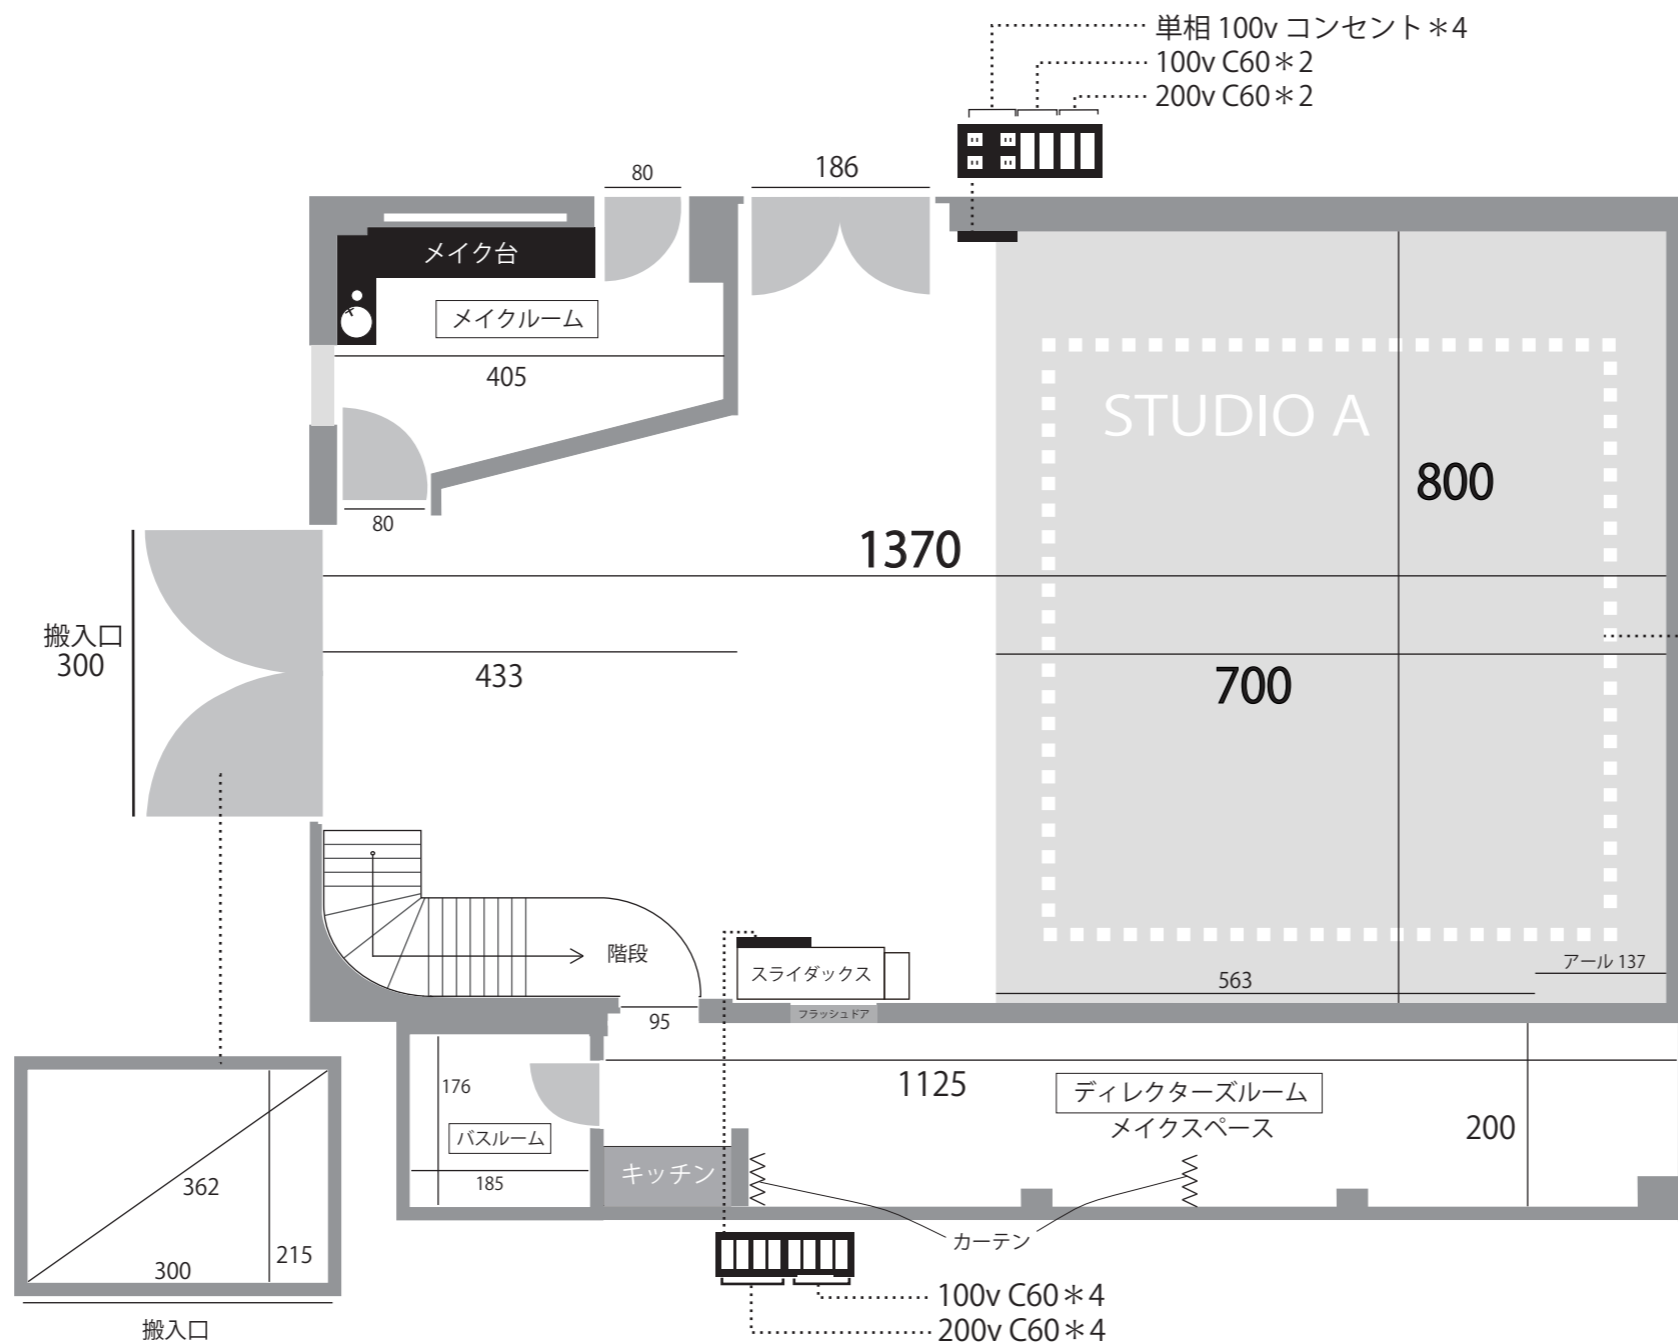 単相 100v コンセント＊4
100v C60＊2
200v C60＊2
80
186
メイク台
メイクルーム
405
STUDIO A
800
80
1370
搬入口
300
433
700
階段
スライダックス
563
アール 137
95
フラッシュドア
176
1125
ディレクターズルーム
メイクスペース
200
バスルーム
185
キッチン
362
215
300
カーテン
搬入口
100v C60＊4
200v C60＊4